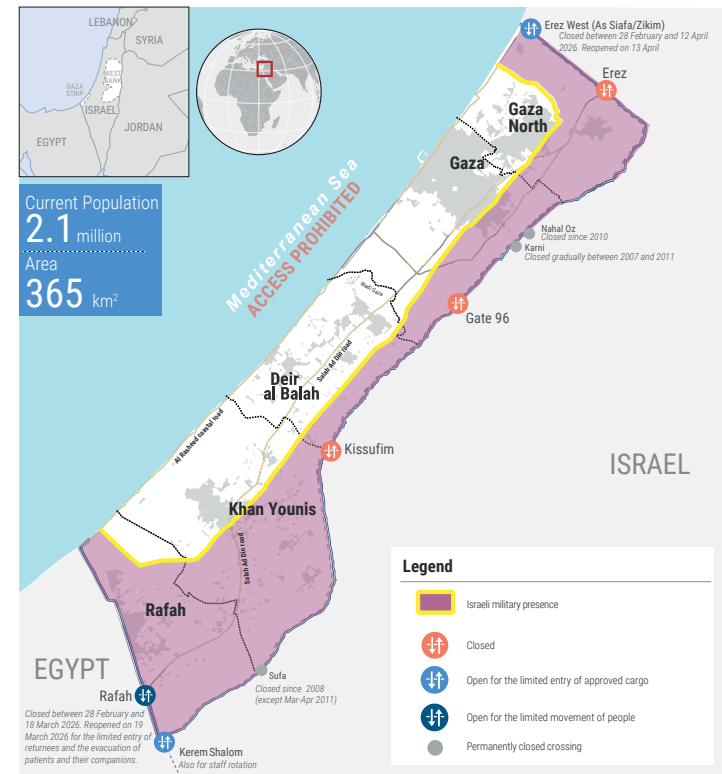 LEBANON
SYRIA
WEST
BANK
GAZA
STRIP
ISRAEL
JORDAN
EGYPT
Current Population
2.1 million
Area
365 km²
Mediterranean Sea
ACCESS PROHIBITED
Erez West (As Siafa/Zikim)
Closed between 28 February and 12 April
2026. Reopened on 13 April
Erez
Gaza
North
Gaza
Nahal Oz
Closed since 2010
Karni
Closed gradually between 2007 and 2011
Wadi Gaza
Gate 96
Salah Ad Din road
Deir
al Balah
Al Rasheed coastal road
Kissufim
ISRAEL
Khan Younis
Salah Ad Din road
Rafah
EGYPT
Sufa
Closed since 2008
(except Mar-Apr 2011)
Rafah
Closed between 28 February and
18 March 2026. Reopened on 19
March 2026 for the limited entry of
returnees and the evacuation of
patients and their companions.
Kerem Shalom
Also for staff rotation
Legend
Israeli military presence
Closed
Open for the limited entry of approved cargo
Open for the limited movement of people
Permanently closed crossing